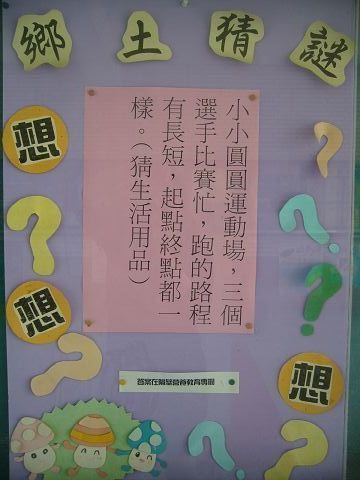 鄉土猜謎
小小圓圓運動場，三個
選手比賽忙，跑的路程
有長短，起點終點都一
樣。（猜生活用品）
想
想
想